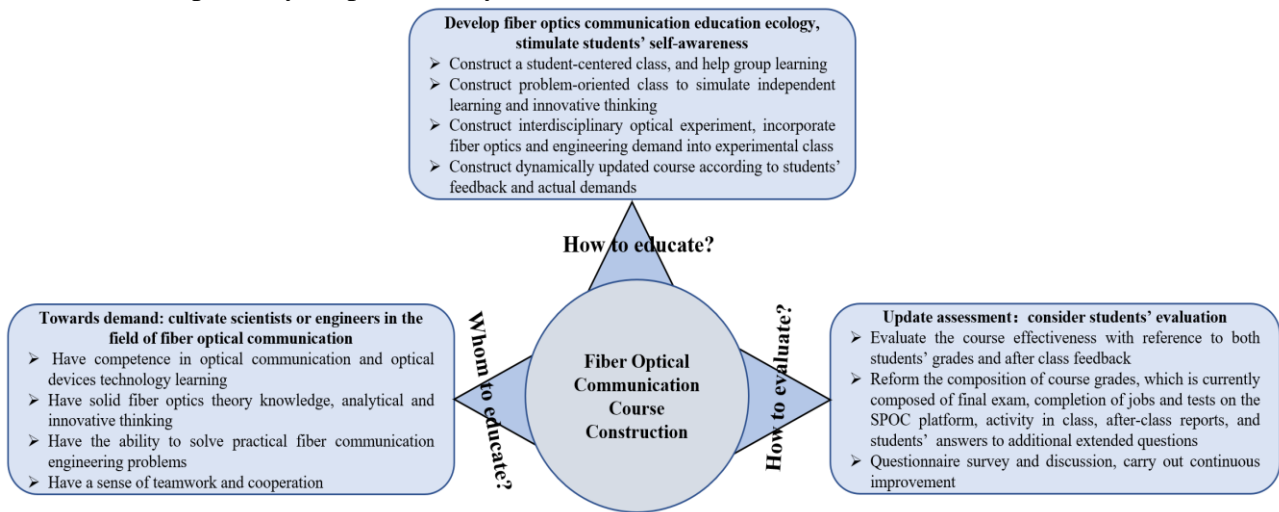 Develop fiber optics communication education ecology,
stimulate students' self-awareness
➢ Construct a student-centered class, and help group learning
➢ Construct problem-oriented class to simulate independent
learning and innovative thinking
➢ Construct interdisciplinary optical experiment, incorporate
fiber optics and engineering demand into experimental class
➢ Construct dynamically updated course according to students'
feedback and actual demands
How to educate?
Towards demand: cultivate scientists or engineers in the
field of fiber optical communication
➢ Have competence in optical communication and optical
devices technology learning
➢ Have solid fiber optics theory knowledge, analytical and
innovative thinking
➢ Have the ability to solve practical fiber communication
engineering problems
➢ Have a sense of teamwork and cooperation
Whom to educate?
Fiber Optical
Communication
Course
Construction
How to evaluate?
Update assessment：consider students' evaluation
➢ Evaluate the course effectiveness with reference to both
students' grades and after class feedback
➢ Reform the composition of course grades, which is currently
composed of final exam, completion of jobs and tests on the
SPOC platform, activity in class, after-class reports, and
students' answers to additional extended questions
➢ Questionnaire survey and discussion, carry out continuous
improvement